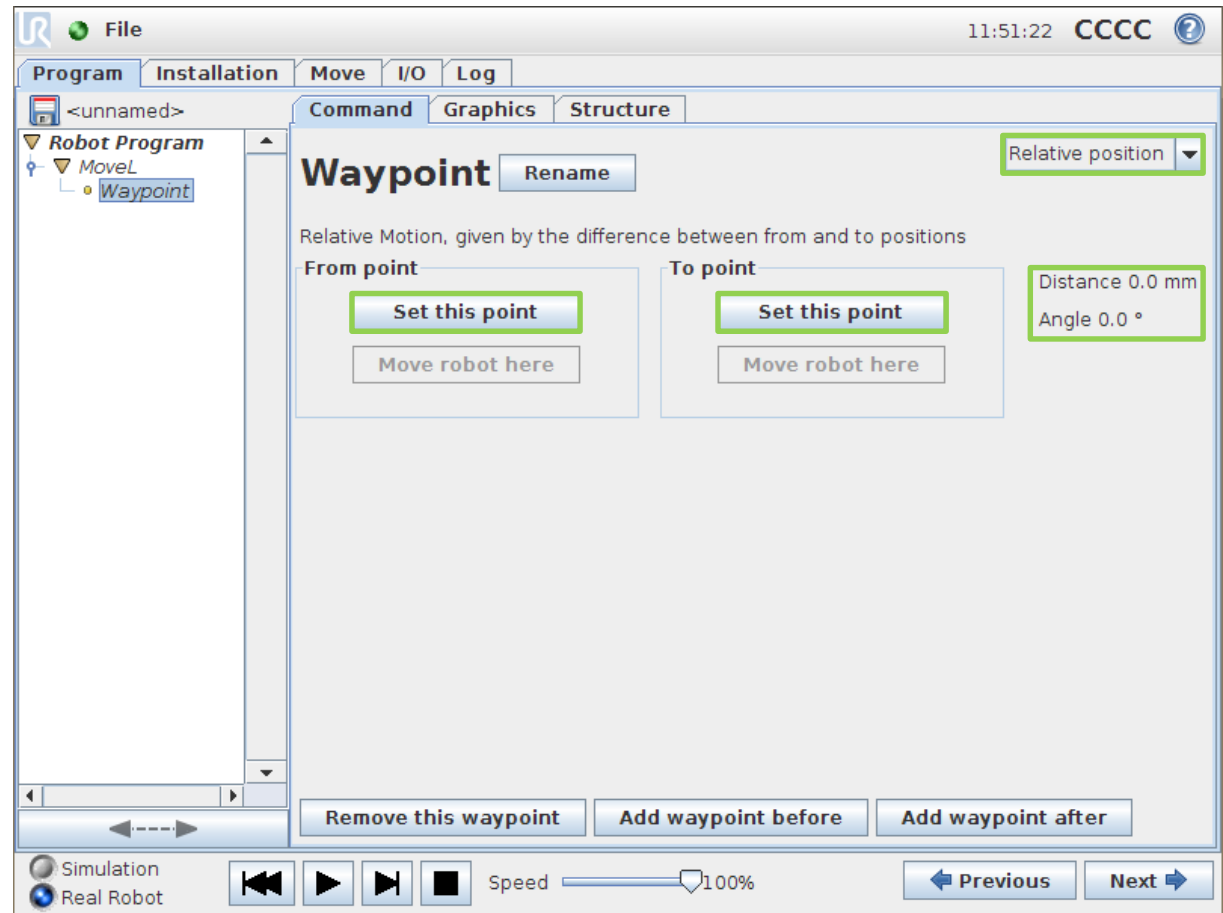 UR File 11:51:22 CCCC ?
Program Installation Move I/O Log
<unnamed> Command Graphics Structure
Robot Program
MoveL
Waypoint
Relative position
Waypoint Rename
Relative Motion, given by the difference between from and to positions
From point To point
Set this point Set this point Distance 0.0 mm
Angle 0.0 °
Move robot here Move robot here
Remove this waypoint Add waypoint before Add waypoint after
Simulation
Real Robot
Speed 100% Previous Next